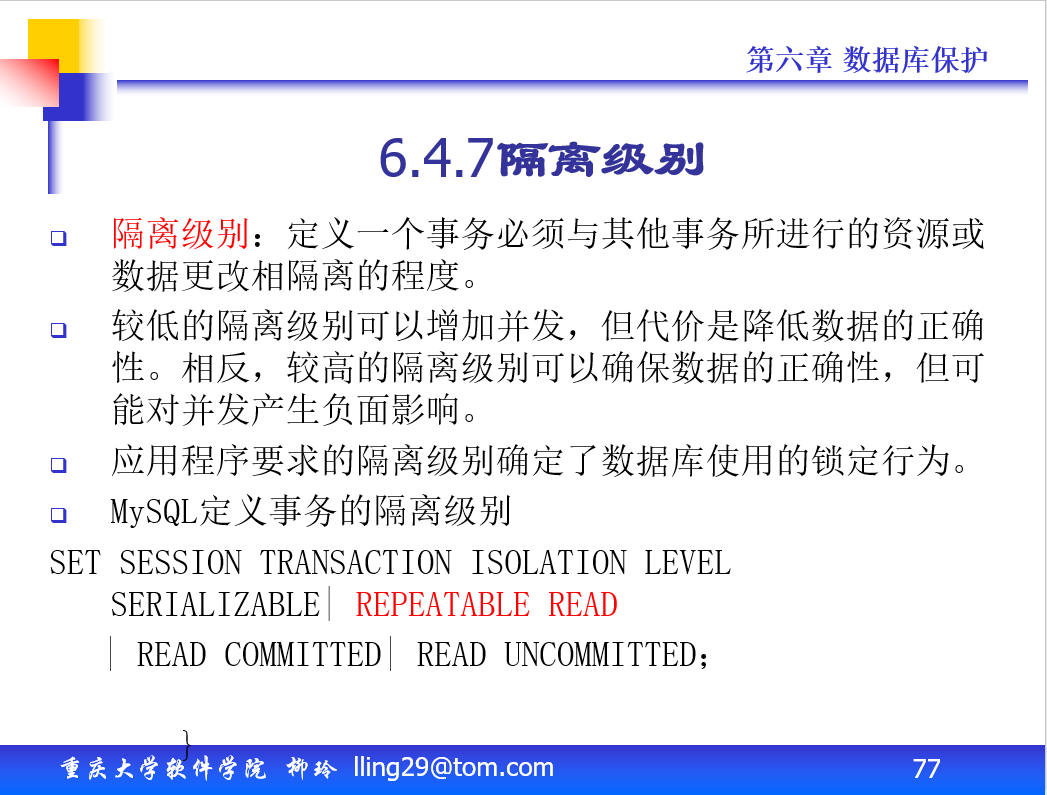 第六章 数据库保护
6.4.7隔离级别
隔离级别：定义一个事务必须与其他事务所进行的资源或
数据更改相隔离的程度。
较低的隔离级别可以增加并发，但代价是降低数据的正确
性。相反，较高的隔离级别可以确保数据的正确性，但可
能对并发产生负面影响。
应用程序要求的隔离级别确定了数据库使用的锁定行为。
MySQL定义事务的隔离级别
SET SESSION TRANSACTION ISOLATION LEVEL
SERIALIZABLE| REPEATABLE READ
| READ COMMITTED| READ UNCOMMITTED；
}
重庆大学软件学院 柳玲 lling29@tom.com 77